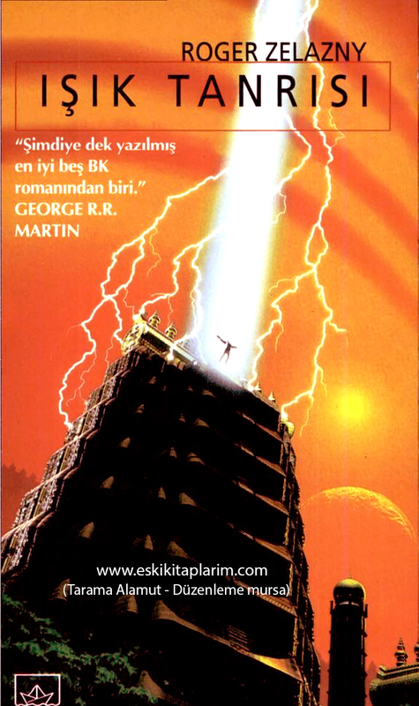 ROGER ZELAZNY
IŞIK TANRISI
“Şimdiye dek yazılmış
en iyi beş BK
romanından biri.”
GEORGE R.R.
MARTIN
www.eskikitaplarim.com
(Tarama Alamut - Düzenleme mursa)